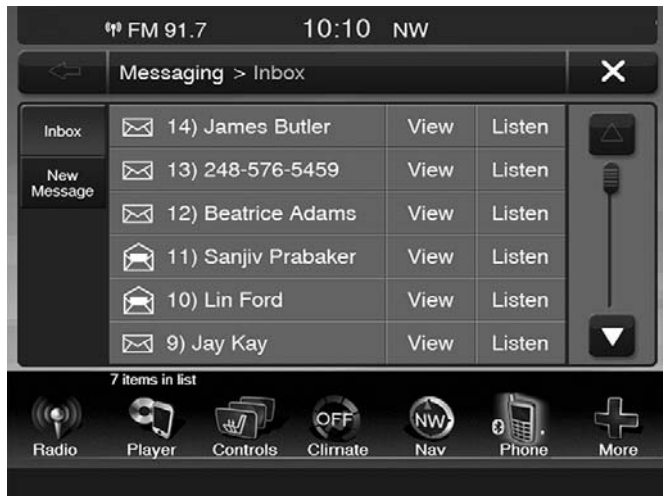 FM 91.7 10:10 NW
Messaging > Inbox
Inbox
New
Message
14) James Butler View Listen
13) 248-576-5459 View Listen
12) Beatrice Adams View Listen
11) Sanjiv Prabaker View Listen
10) Lin Ford View Listen
9) Jay Kay View Listen
7 items in list
OFF NW
Radio Player Controls Climate Nav Phone More